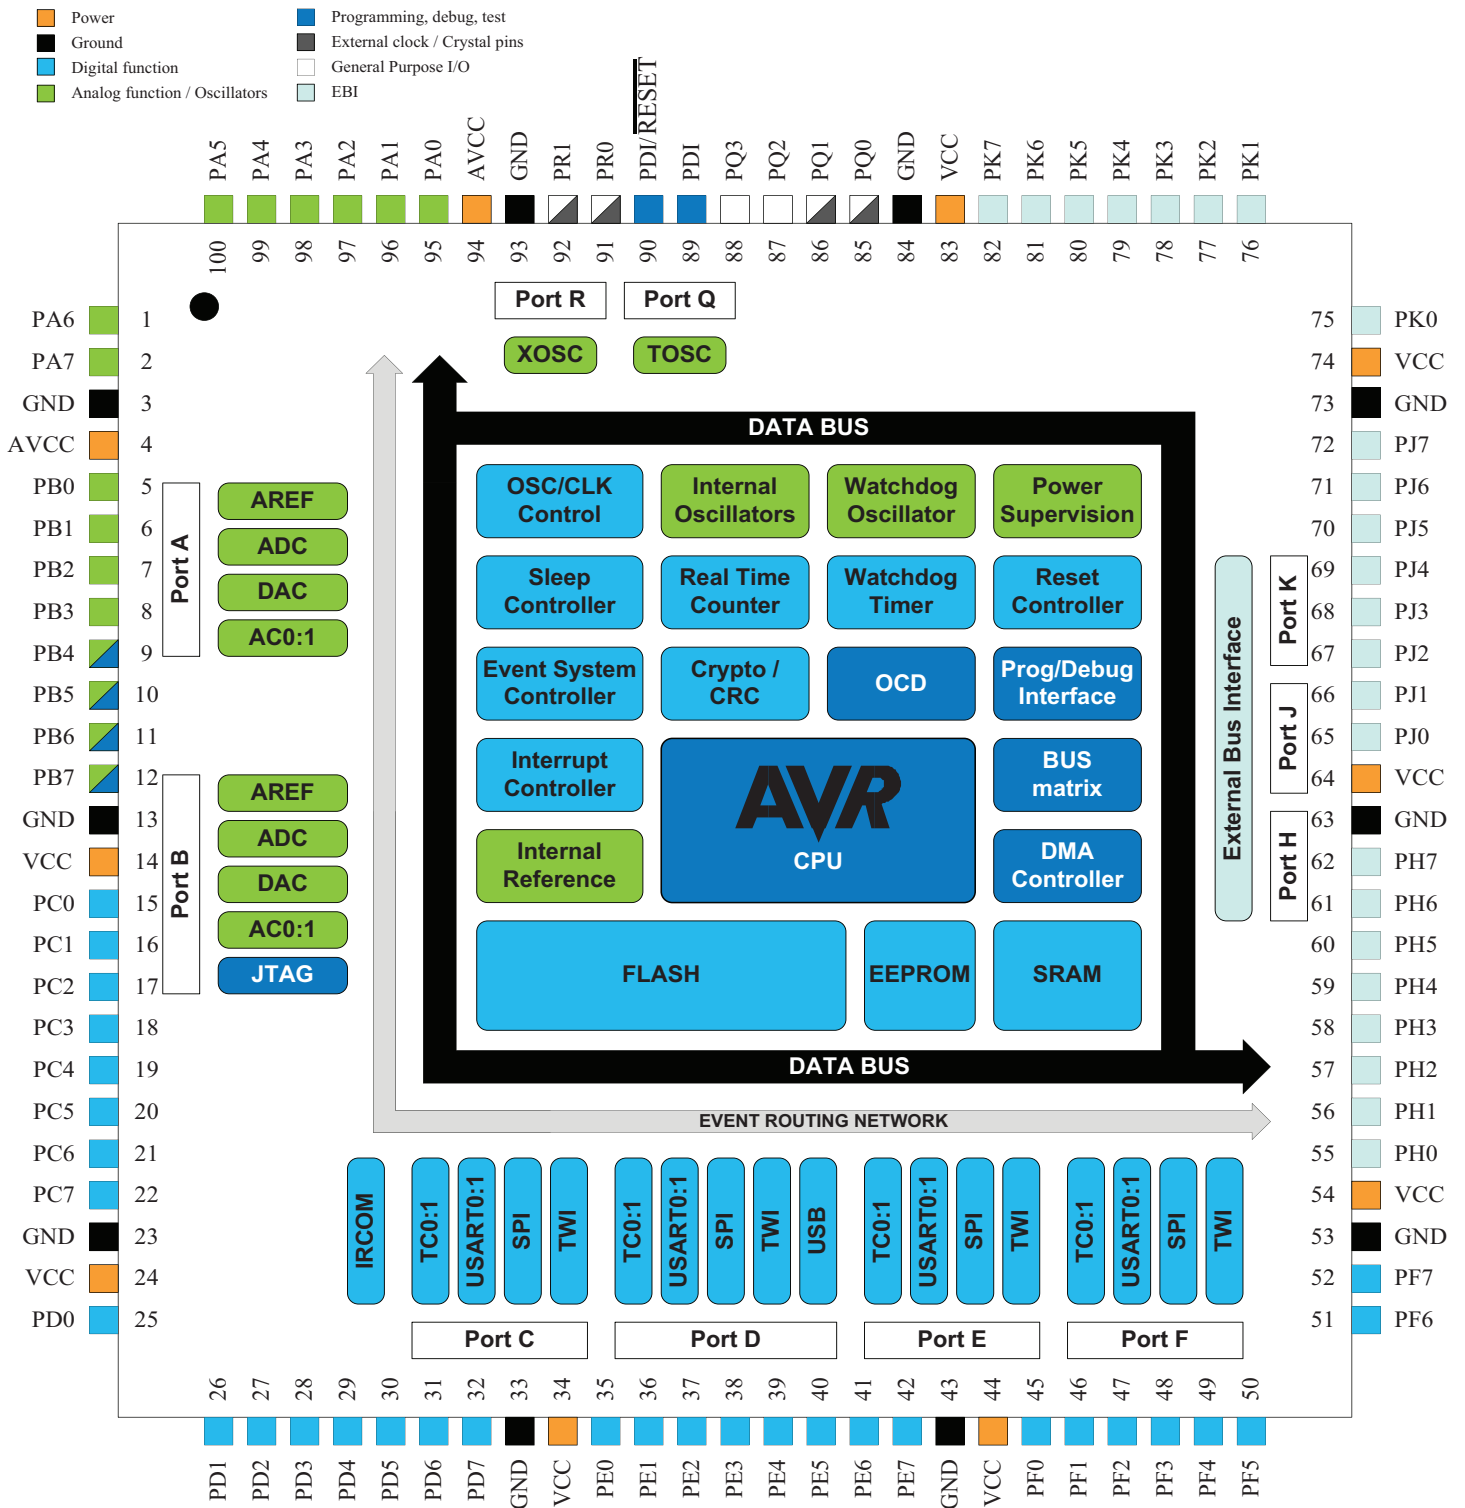 Power
Ground
Digital function
Analog function / Oscillators
Programming, debug, test
External clock / Crystal pins
General Purpose I/O
EBI
PA5
PA4
PA3
PA2
PA1
PA0
AVCC
GND
PR1
PR0
PDI/RESET
PDI
PQ3
PQ2
PQ1
PQ0
GND
VCC
PK7
PK6
PK5
PK4
PK3
PK2
PK1
100
99
98
97
96
95
94
93
92
91
90
89
88
87
86
85
84
83
82
81
80
79
78
77
76
PA6 1
PA7 2
GND 3
AVCC 4
PB0 5
PB1 6
PB2 7
PB3 8
PB4 9
PB5 10
PB6 11
PB7 12
GND 13
VCC 14
PC0 15
PC1 16
PC2 17
PC3 18
PC4 19
PC5 20
PC6 21
PC7 22
GND 23
VCC 24
PD0 25
Port R
Port Q
XOSC
TOSC
Port A
AREF
ADC
DAC
AC0:1
Port B
AREF
ADC
DAC
AC0:1
JTAG
DATA BUS
OSC/CLK
Control
Internal
Oscillators
Watchdog
Oscillator
Power
Supervision
Sleep
Controller
Real Time
Counter
Watchdog
Timer
Reset
Controller
Event System
Controller
Crypto /
CRC
OCD
Prog/Debug
Interface
Interrupt
Controller
AVR
CPU
BUS
matrix
Internal
Reference
DMA
Controller
FLASH
EEPROM
SRAM
DATA BUS
EVENT ROUTING NETWORK
External Bus Interface
Port K
Port J
Port H
75 PK0
74 VCC
73 GND
72 PJ7
71 PJ6
70 PJ5
69 PJ4
68 PJ3
67 PJ2
66 PJ1
65 PJ0
64 VCC
63 GND
62 PH7
61 PH6
60 PH5
59 PH4
58 PH3
57 PH2
56 PH1
55 PH0
54 VCC
53 GND
52 PF7
51 PF6
IRCOM
TC0:1
USART0:1
SPI
TWI
TC0:1
USART0:1
SPI
TWI
USB
TC0:1
USART0:1
SPI
TWI
TC0:1
USART0:1
SPI
TWI
Port C
Port D
Port E
Port F
26
27
28
29
30
31
32
33
34
35
36
37
38
39
40
41
42
43
44
45
46
47
48
49
50
PD1
PD2
PD3
PD4
PD5
PD6
PD7
GND
VCC
PE0
PE1
PE2
PE3
PE4
PE5
PE6
PE7
GND
VCC
PF0
PF1
PF2
PF3
PF4
PF5